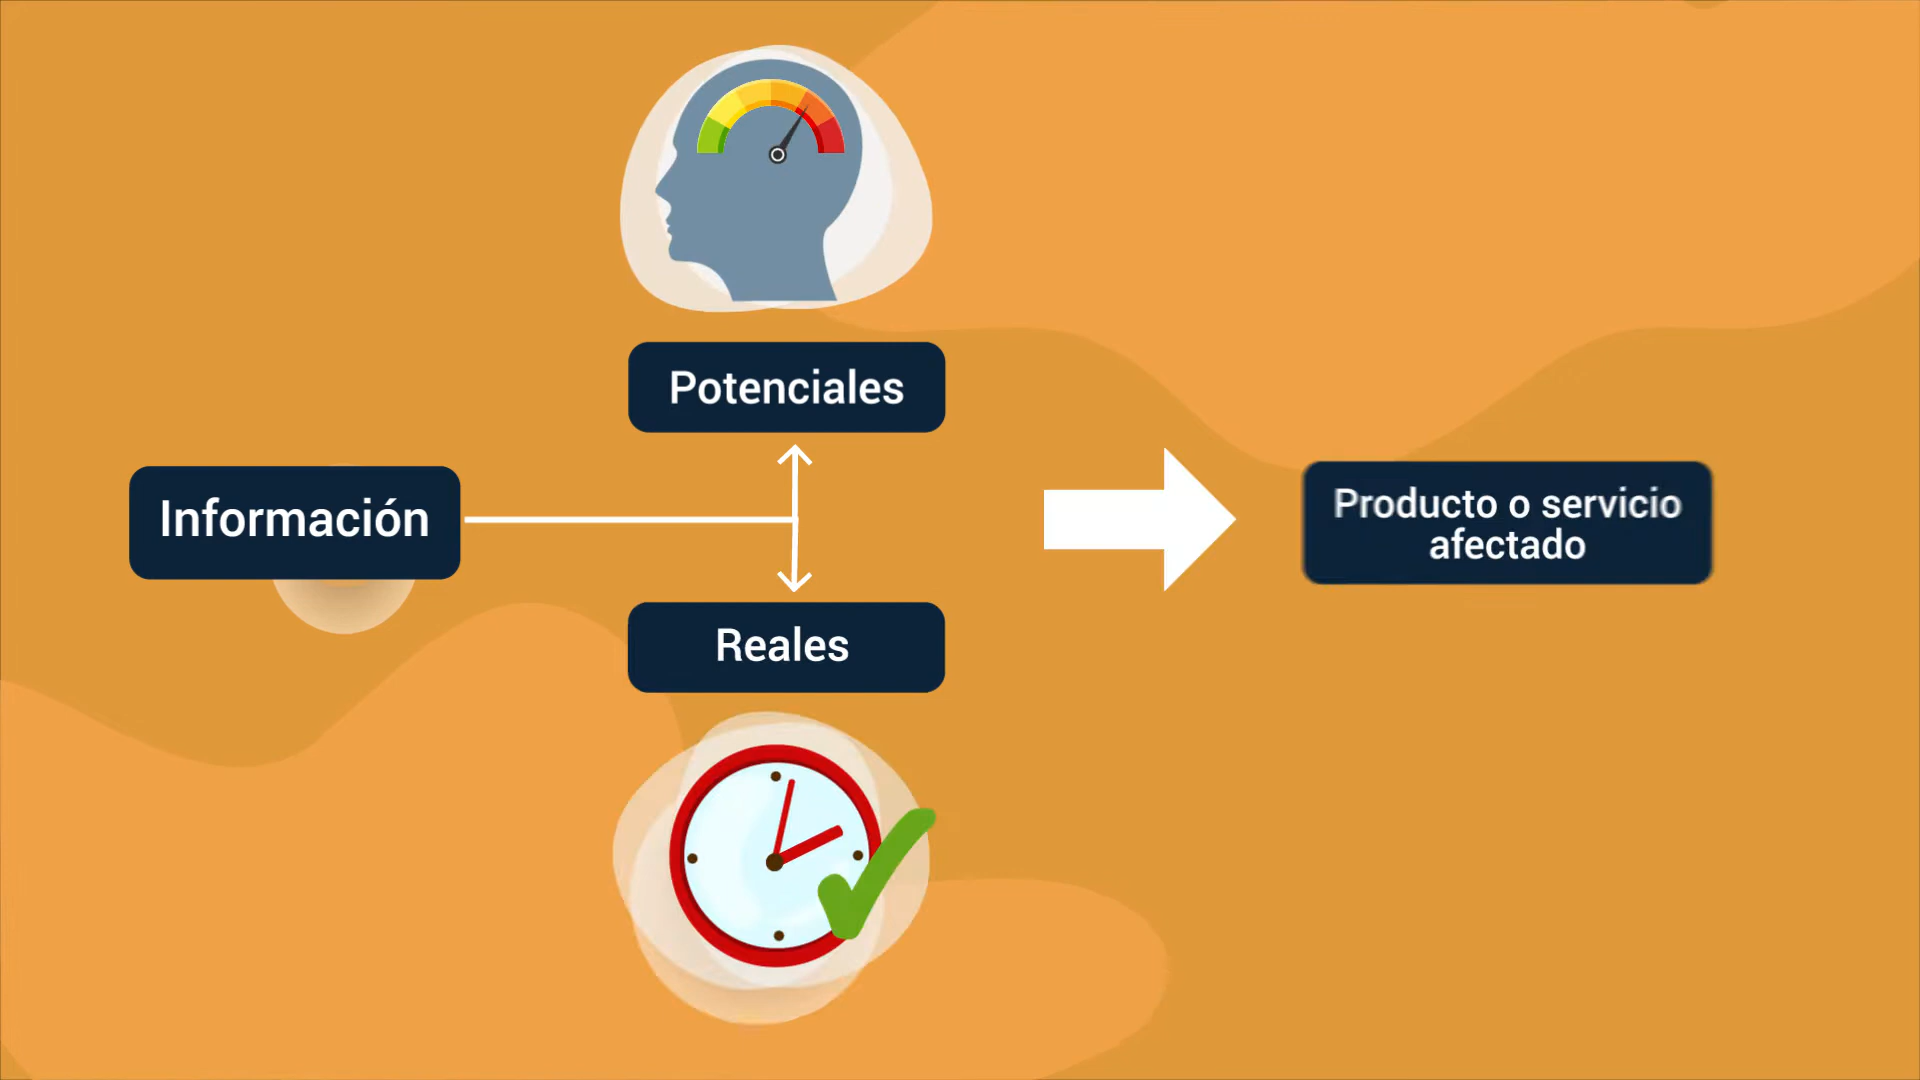 Potenciales
Información
Producto o servicio
afectado
Reales